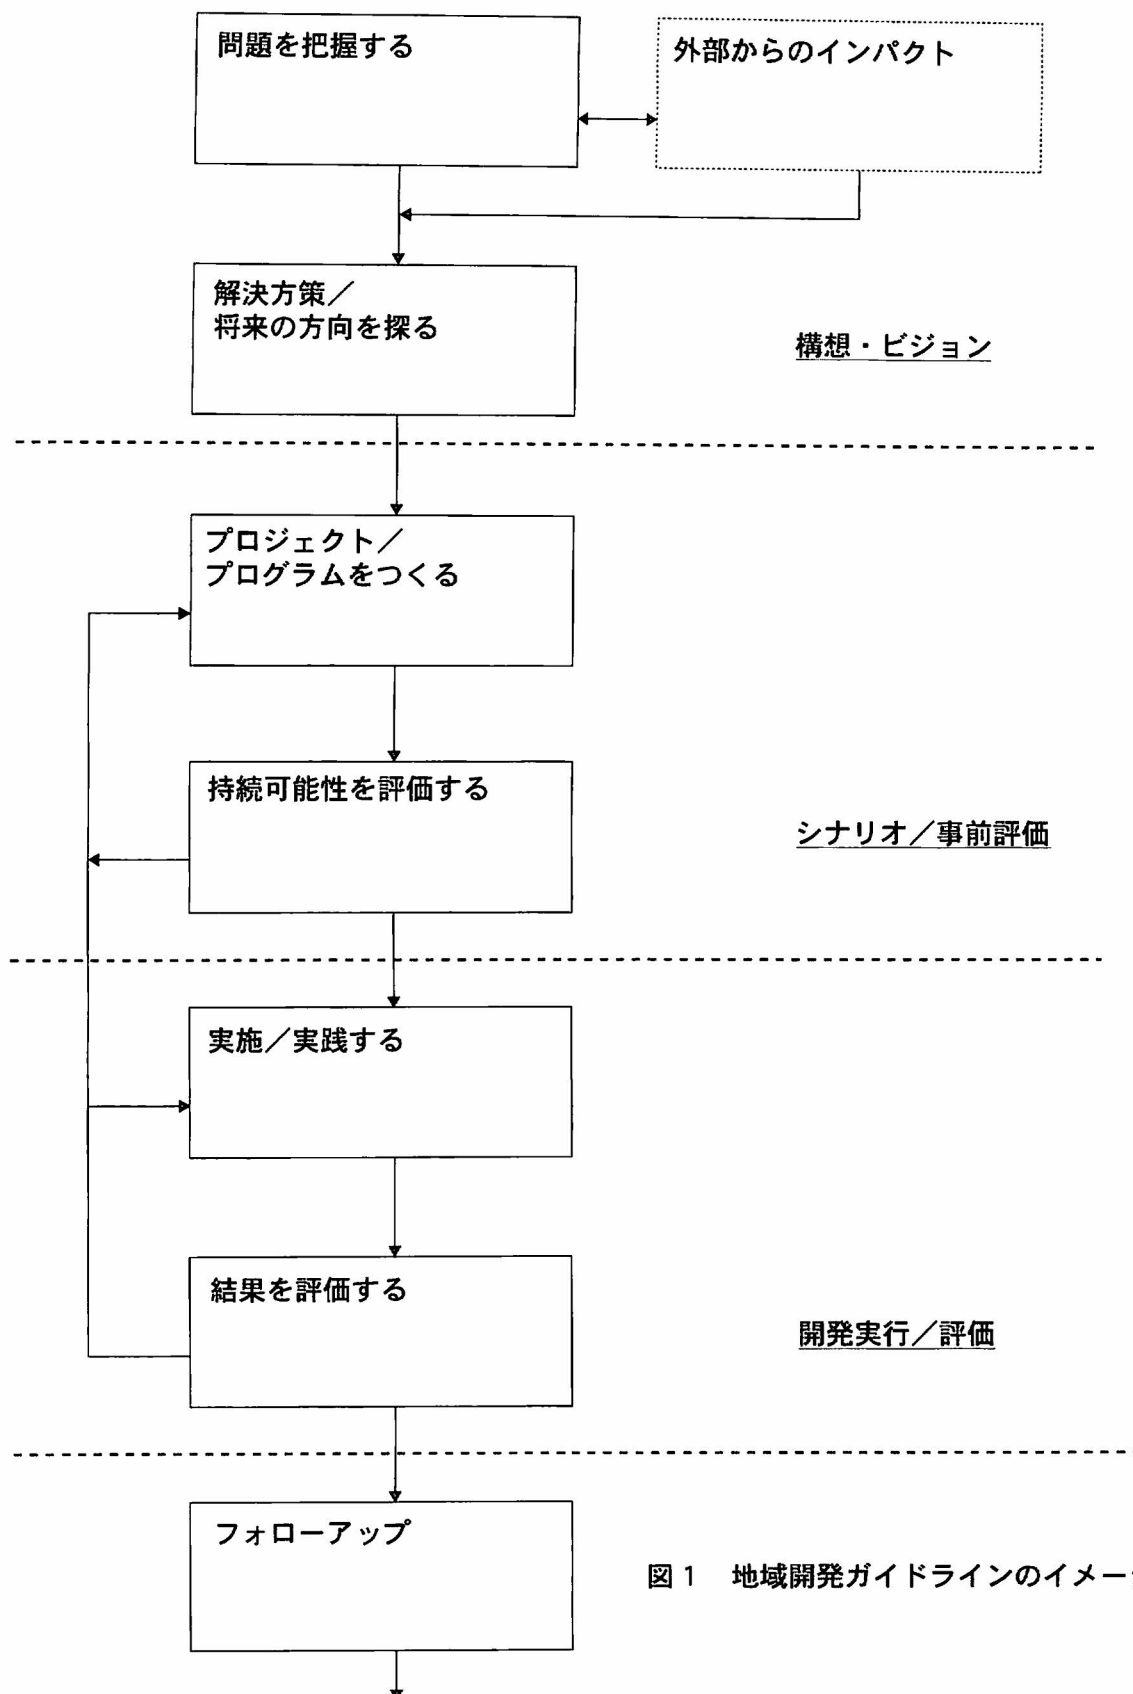 問題を把握する
外部からのインパクト
解決方策／
将来の方向を探る
構想・ビジョン
プロジェクト／
プログラムをつくる
持続可能性を評価する
シナリオ／事前評価
実施／実践する
結果を評価する
開発実行／評価
フォローアップ
図１　地域開発ガイドラインのイメー